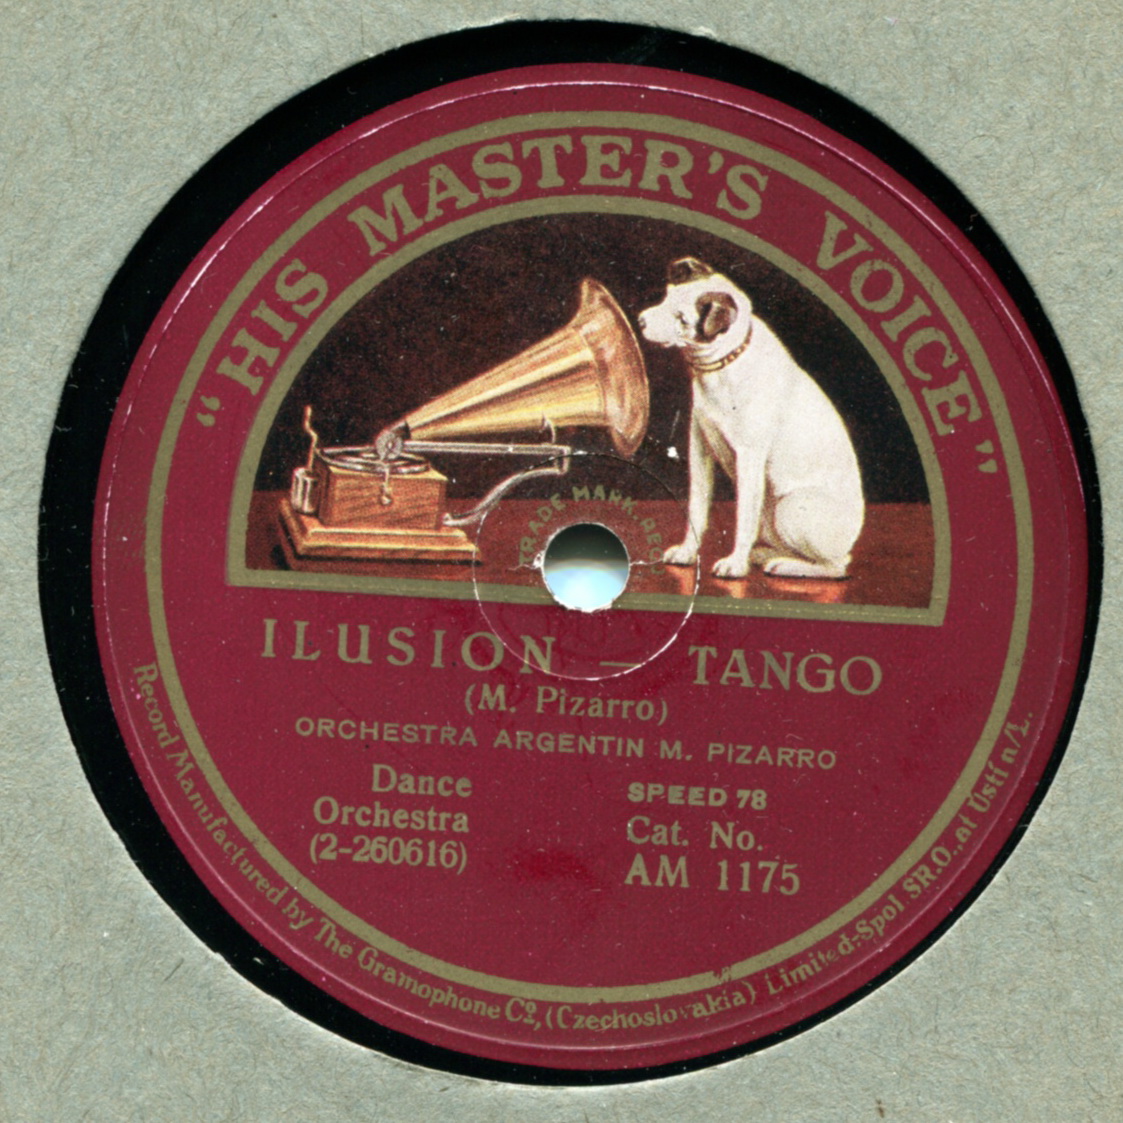 “HIS MASTER'S VOICE”
TRADE MARK. REG
ILUSION — TANGO
(M. Pizarro)
ORCHESTRA ARGENTIN M. PIZARRO
Dance
Orchestra
(2-260616)
SPEED 78
Cat. No.
AM 1175
Record Manufactured by The Gramophone Co., (Czechoslovakia) Limited-Spol SR.O., at Ustí n/L.